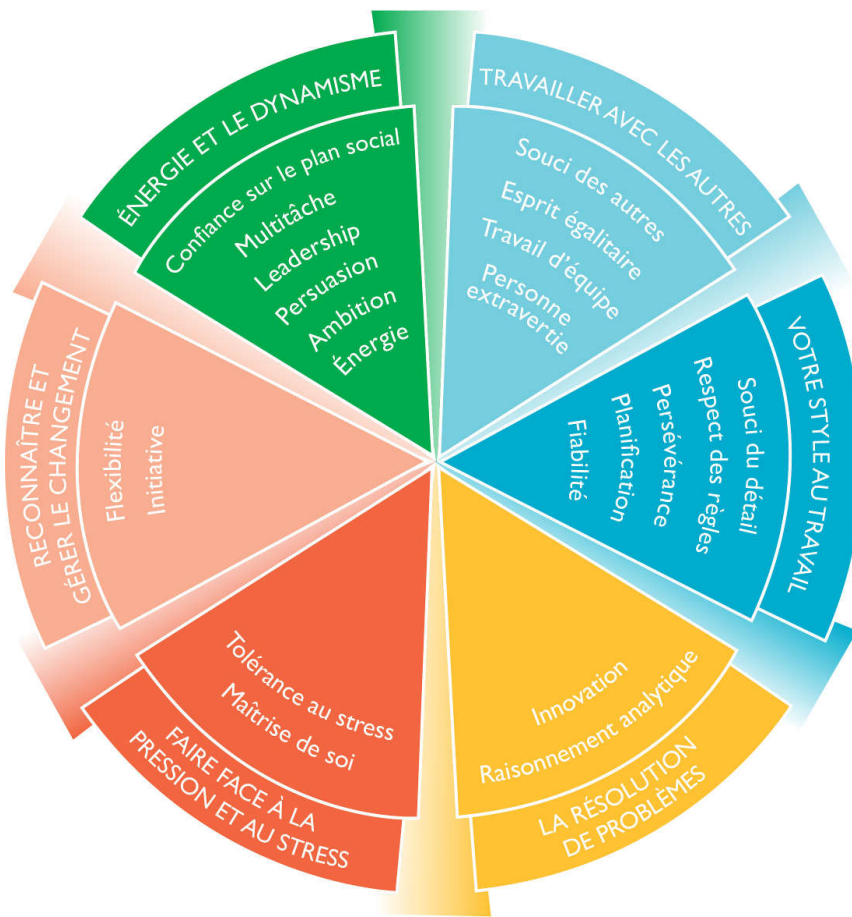 ÉNERGIE ET LE DYNAMISME
Confiance sur le plan social
Multitâche
Leadership
Persuasion
Ambition
Énergie
TRAVAILLER AVEC LES AUTRES
Souci des autres
Esprit égalitaire
Travail d'équipe
Personne
extravertie
VOTRE STYLE AU TRAVAIL
Souci du détail
Respect des règles
Persévérance
Planification
Fiabilité
LA RÉSOLUTION
DE PROBLÈMES
Innovation
Raisonnement analytique
FAIRE FACE À LA
PRESSION ET AU STRESS
Tolérance au stress
Maîtrise de soi
RECONNAÎTRE ET
GÉRER LE CHANGEMENT
Flexibilité
Initiative